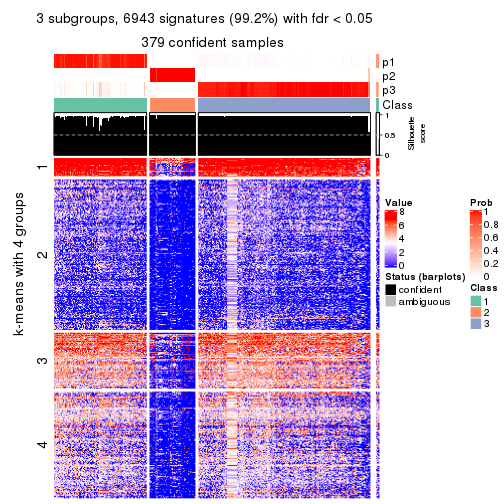 3 subgroups, 6943 signatures (99.2%) with fdr < 0.05
379 confident samples
p1
p2
p3
Class
1
0.5
0
Silhouette
score
k-means with 4 groups
1
2
3
4
Value
8
6
4
2
0
Status (barplots)
confident
ambiguous
Prob
1
0.8
0.6
0.4
0.2
0
Class
1
2
3